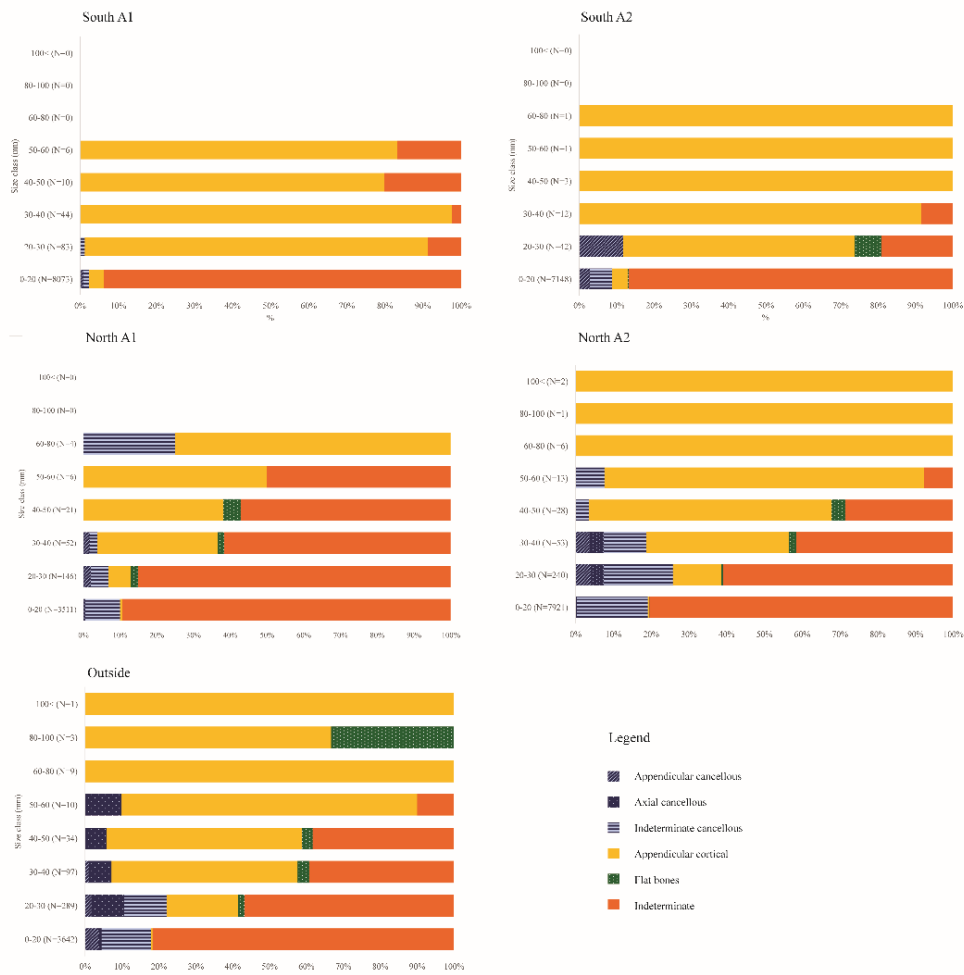 South A1
100< (N=0)
80-100 (N=0)
60-80 (N=0)
50-60 (N=6)
40-50 (N=10)
30-40 (N=44)
20-30 (N=83)
0-20 (N=8073)
Size class (mm)
0% 10% 20% 30% 40% 50% 60% 70% 80% 90% 100%
%
South A2
100< (N=0)
80-100 (N=0)
60-80 (N=1)
50-60 (N=1)
40-50 (N=3)
30-40 (N=12)
20-30 (N=42)
0-20 (N=7148)
Size class (mm)
0% 10% 20% 30% 40% 50% 60% 70% 80% 90% 100%
%
North A1
100< (N=0)
80-100 (N=0)
60-80 (N=4)
50-60 (N=6)
40-50 (N=21)
30-40 (N=52)
20-30 (N=146)
0-20 (N=3511)
Size class (mm)
0% 10% 20% 30% 40% 50% 60% 70% 80% 90% 100%
North A2
100< (N=2)
80-100 (N=1)
60-80 (N=6)
50-60 (N=13)
40-50 (N=28)
30-40 (N=53)
20-30 (N=240)
0-20 (N=7921)
0% 10% 20% 30% 40% 50% 60% 70% 80% 90% 100%
Outside
100< (N=1)
80-100 (N=3)
60-80 (N=9)
50-60 (N=10)
40-50 (N=34)
30-40 (N=97)
20-30 (N=289)
0-20 (N=3642)
Size class (mm)
0% 10% 20% 30% 40% 50% 60% 70% 80% 90% 100%
Legend
Appendicular cancellous
Axial cancellous
Indeterminate cancellous
Appendicular cortical
Flat bones
Indeterminate